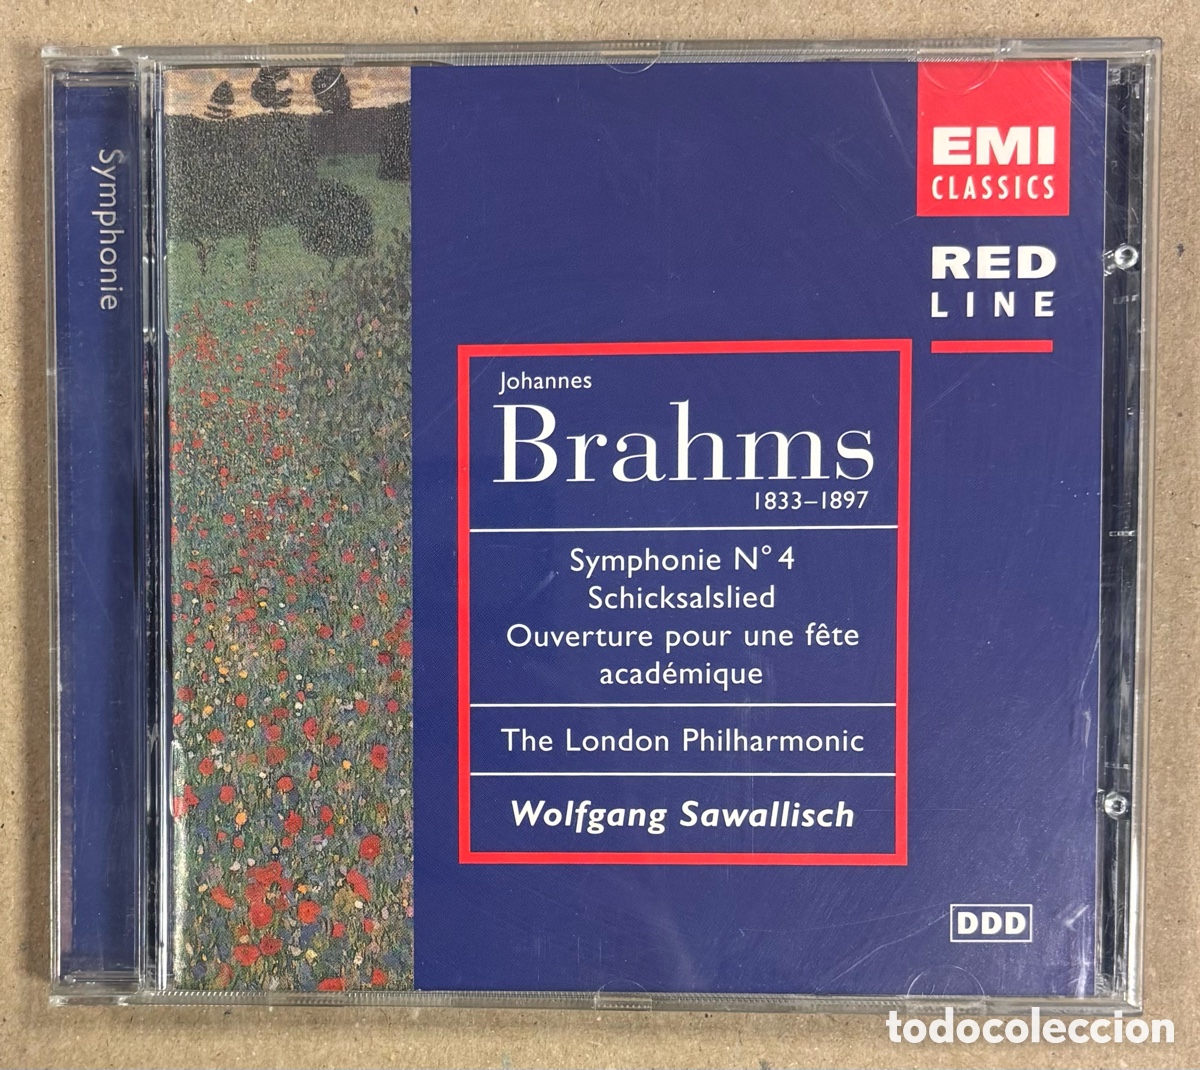 Symphonie
EMI
CLASSICS
RED
LINE
Johannes
Brahms
1833–1897
Symphonie N° 4
Schicksalslied
Ouverture pour une fête
académique
The London Philharmonic
Wolfgang Sawallisch
DDD
todocoleccion